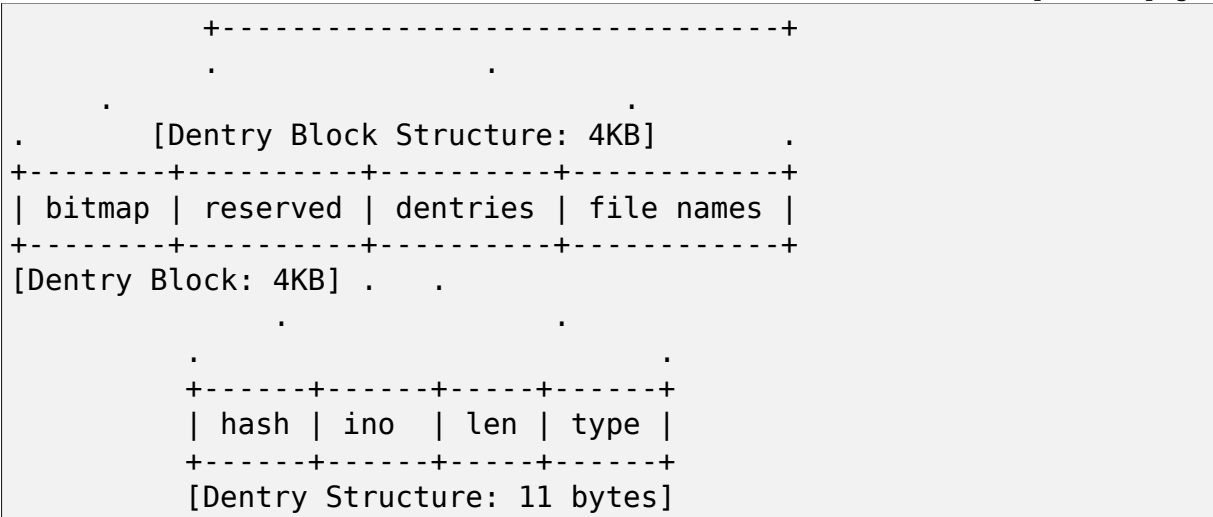 +--------------------------------+
            .                   .
      .                             .
.        [Dentry Block Structure: 4KB]       .
+--------+----------+----------+------------+
| bitmap | reserved | dentries | file names |
+--------+----------+----------+------------+
[Dentry Block: 4KB] .   .
               .               .
          .                          .
          +------+------+-----+------+
          | hash | ino  | len | type |
          +------+------+-----+------+
          [Dentry Structure: 11 bytes]